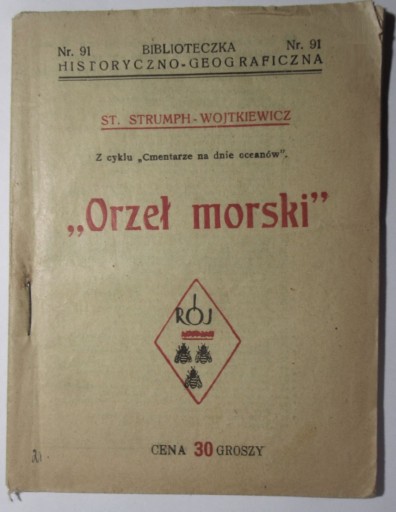 Nr. 91 BIBLIOTECZKA Nr. 91
HISTORYCZNO-GEOGRAFICZNA
ST. STRUMPH-WOJTKIEWICZ
Z cyklu „Cmentarze na dnie oceanów”.
„Orzeł morski”
RÓJ
CENA 30 GROSZY